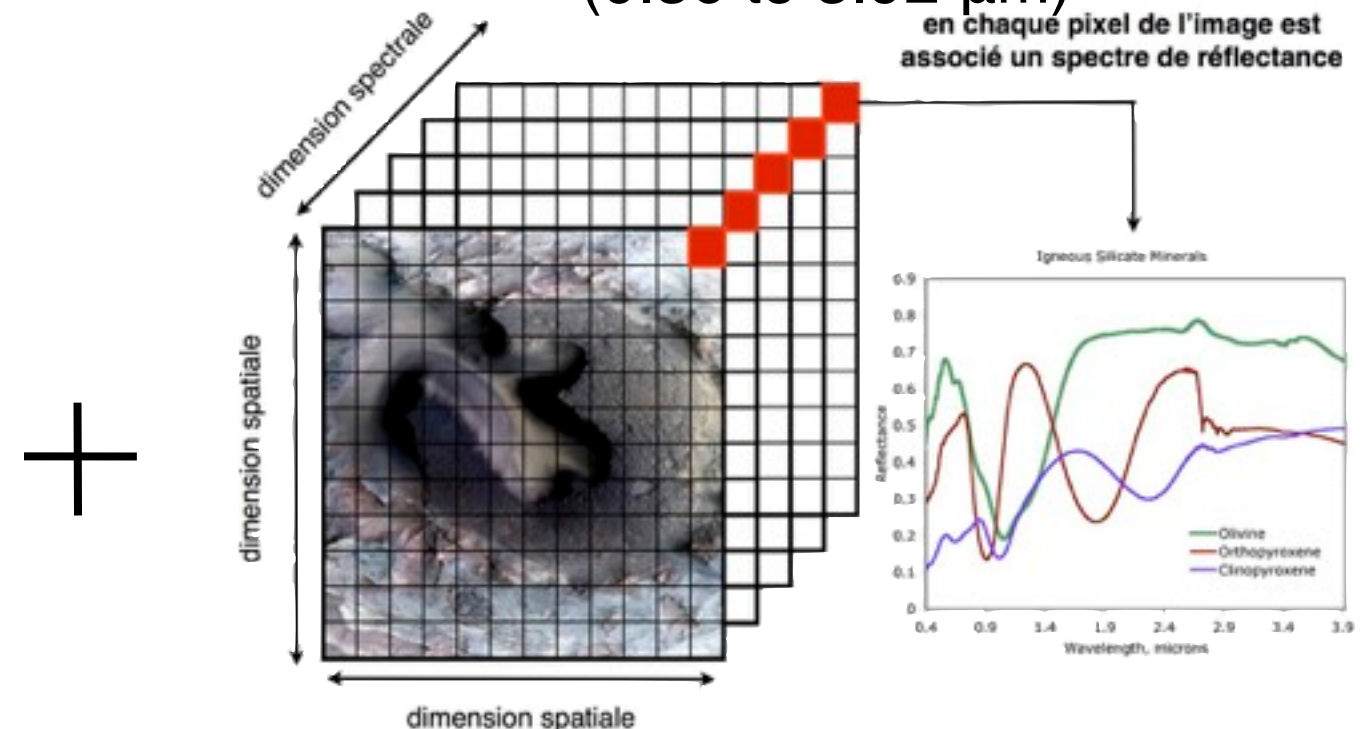 en chaque pixel de l'image est
associé un spectre de réflectance
dimension spectrale
dimension spatiale
dimension spatiale
Igneous Silicate Minerals
Reflectance
0.9
0.8
0.7
0.6
0.5
0.4
0.3
0.2
0.1
0
Olivine
Orthopyroxene
Clinopyroxene
0.4 0.9 1.4 1.9 2.4 2.9 3.4 3.9
Wavelength, microns